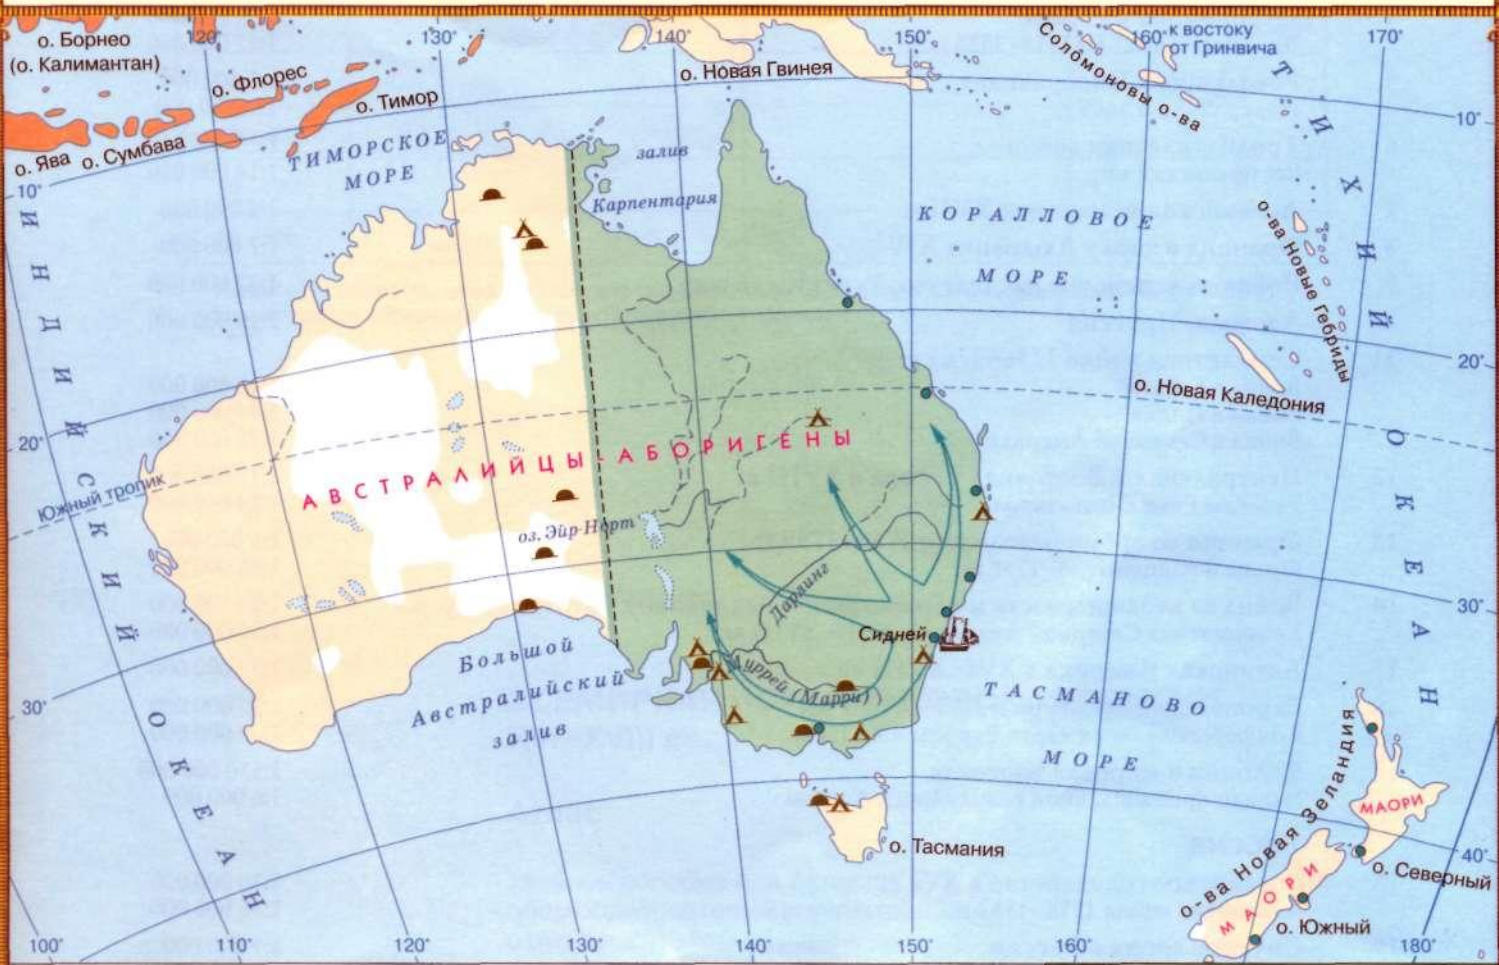 120°
130°
140°
150°
160° к востоку
от Гринвича
170°
о. Борнео
(о. Калимантан)
о. Флорес
о. Тимор
о. Ява
о. Сумбава
о. Новая Гвинея
Соломоновы о-ва
ТИХИЙ ОКЕАН
10°
10°
ТИМОРСКОЕ
МОРЕ
залив
Карпентария
КОРАЛЛОВОЕ
МОРЕ
о-ва Новые Гебриды
ИНДИЙСКИЙ ОКЕАН
20°
о. Новая Каледония
20°
Южный тропик
АВСТРАЛИЙЦЫ-АБОРИГЕНЫ
оз. Эйр-Норт
Дарлинг
30°
Сидней
Муррей (Марри)
Большой
Австралийский
залив
30°
ТАСМАНОВО
МОРЕ
о-ва Новая Зеландия
МАОРИ
о. Тасмания
40°
о. Северный
МАОРИ
о. Южный
100°
110°
120°
130°
140°
150°
160°
180°